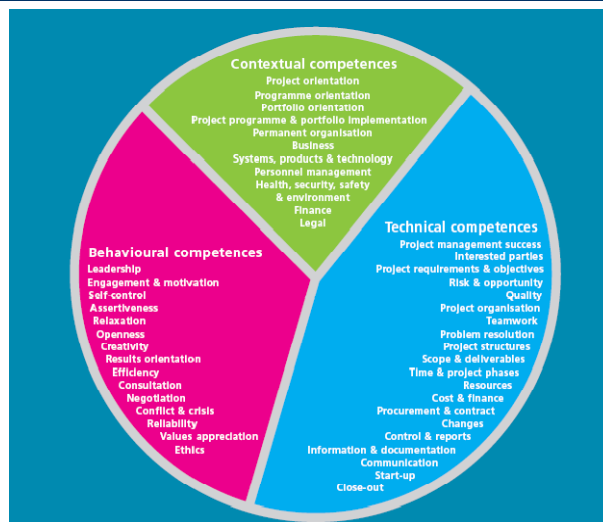 Contextual competences
Project orientation
Programme orientation
Portfolio orientation
Project programme & portfolio implementation
Permanent organisation
Business
Systems, products & technology
Personnel management
Health, security, safety
& environment
Finance
Legal
Behavioural competences
Leadership
Engagement & motivation
Self-control
Assertiveness
Relaxation
Openness
Creativity
Results orientation
Efficiency
Consultation
Negotiation
Conflict & crisis
Reliability
Values appreciation
Ethics
Technical competences
Project management success
Interested parties
Project requirements & objectives
Risk & opportunity
Quality
Project organisation
Teamwork
Problem resolution
Project structures
Scope & deliverables
Time & project phases
Resources
Cost & finance
Procurement & contract
Changes
Control & reports
Information & documentation
Communication
Start-up
Close-out